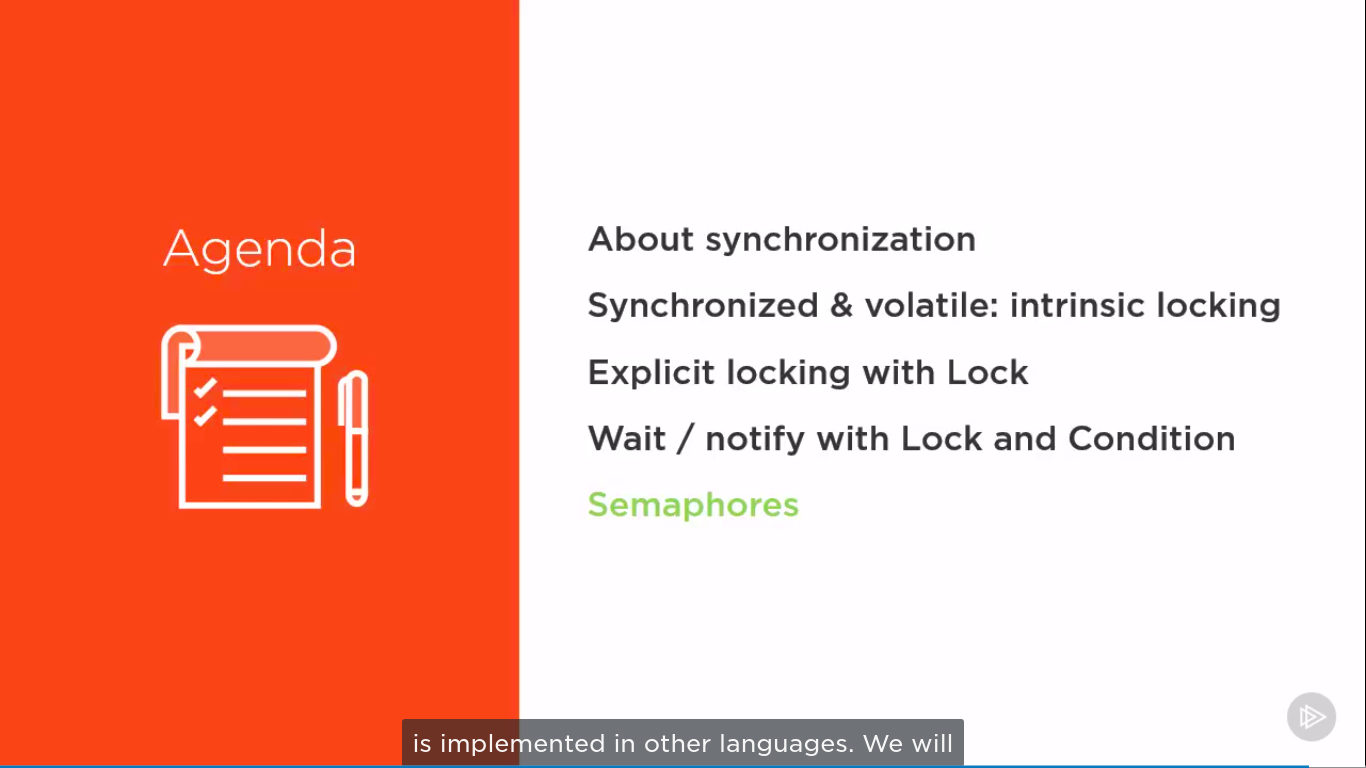 Agenda
About synchronization
Synchronized & volatile: intrinsic locking
Explicit locking with Lock
Wait / notify with Lock and Condition
Semaphores
is implemented in other languages. We will